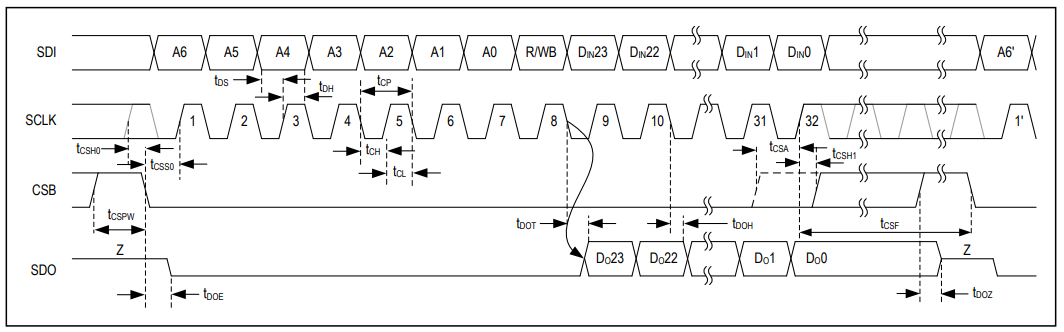 SDI A6 A5 A4 A3 A2 A1 A0 R/WB DIN23 DIN22 DIN1 DIN0 A6'
tDS tDH tCP
SCLK 1 2 3 4 5 6 7 8 9 10 31 32 1'
tCSH0 tCSS0 tCH tCL tCSA tCSH1
CSB
tCSPW tDOT tDOH tCSF
Z Z
SDO DO23 DO22 DO1 DO0
tDOE tDOZ